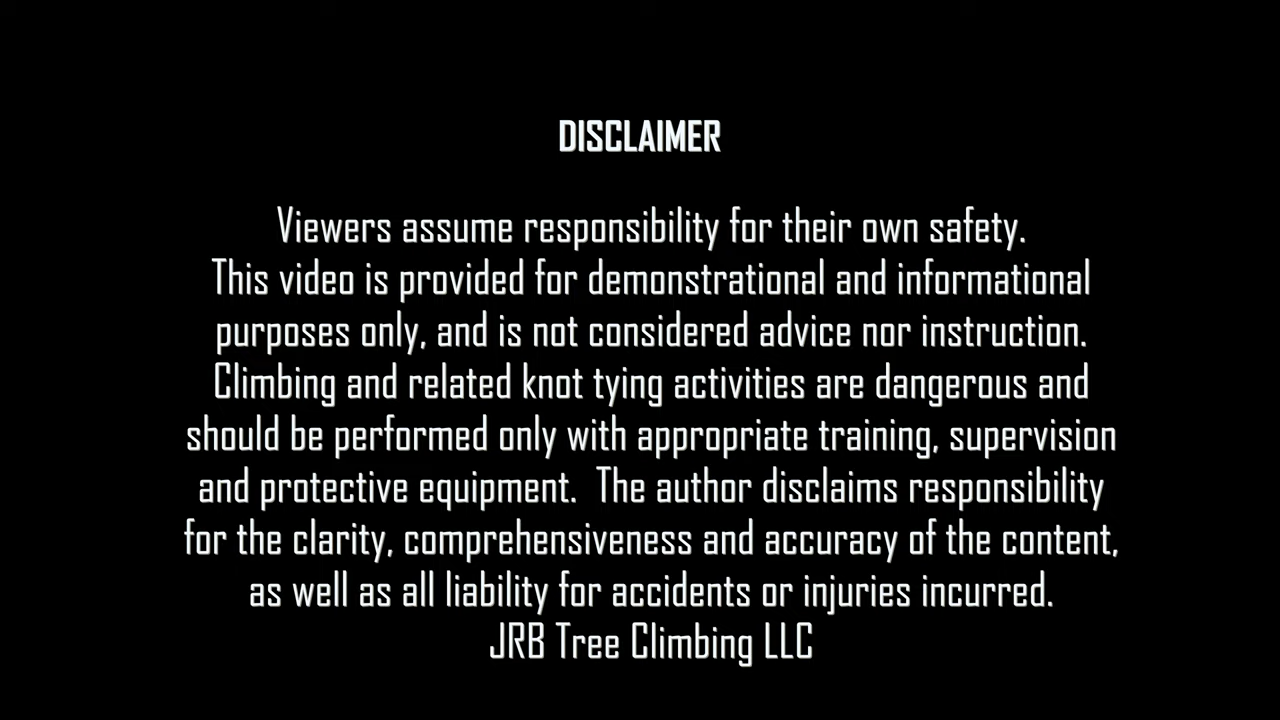 DISCLAIMER
Viewers assume responsibility for their own safety.
This video is provided for demonstrational and informational
purposes only, and is not considered advice nor instruction.
Climbing and related knot tying activities are dangerous and
should be performed only with appropriate training, supervision
and protective equipment.  The author disclaims responsibility
for the clarity, comprehensiveness and accuracy of the content,
as well as all liability for accidents or injuries incurred.
JRB Tree Climbing LLC